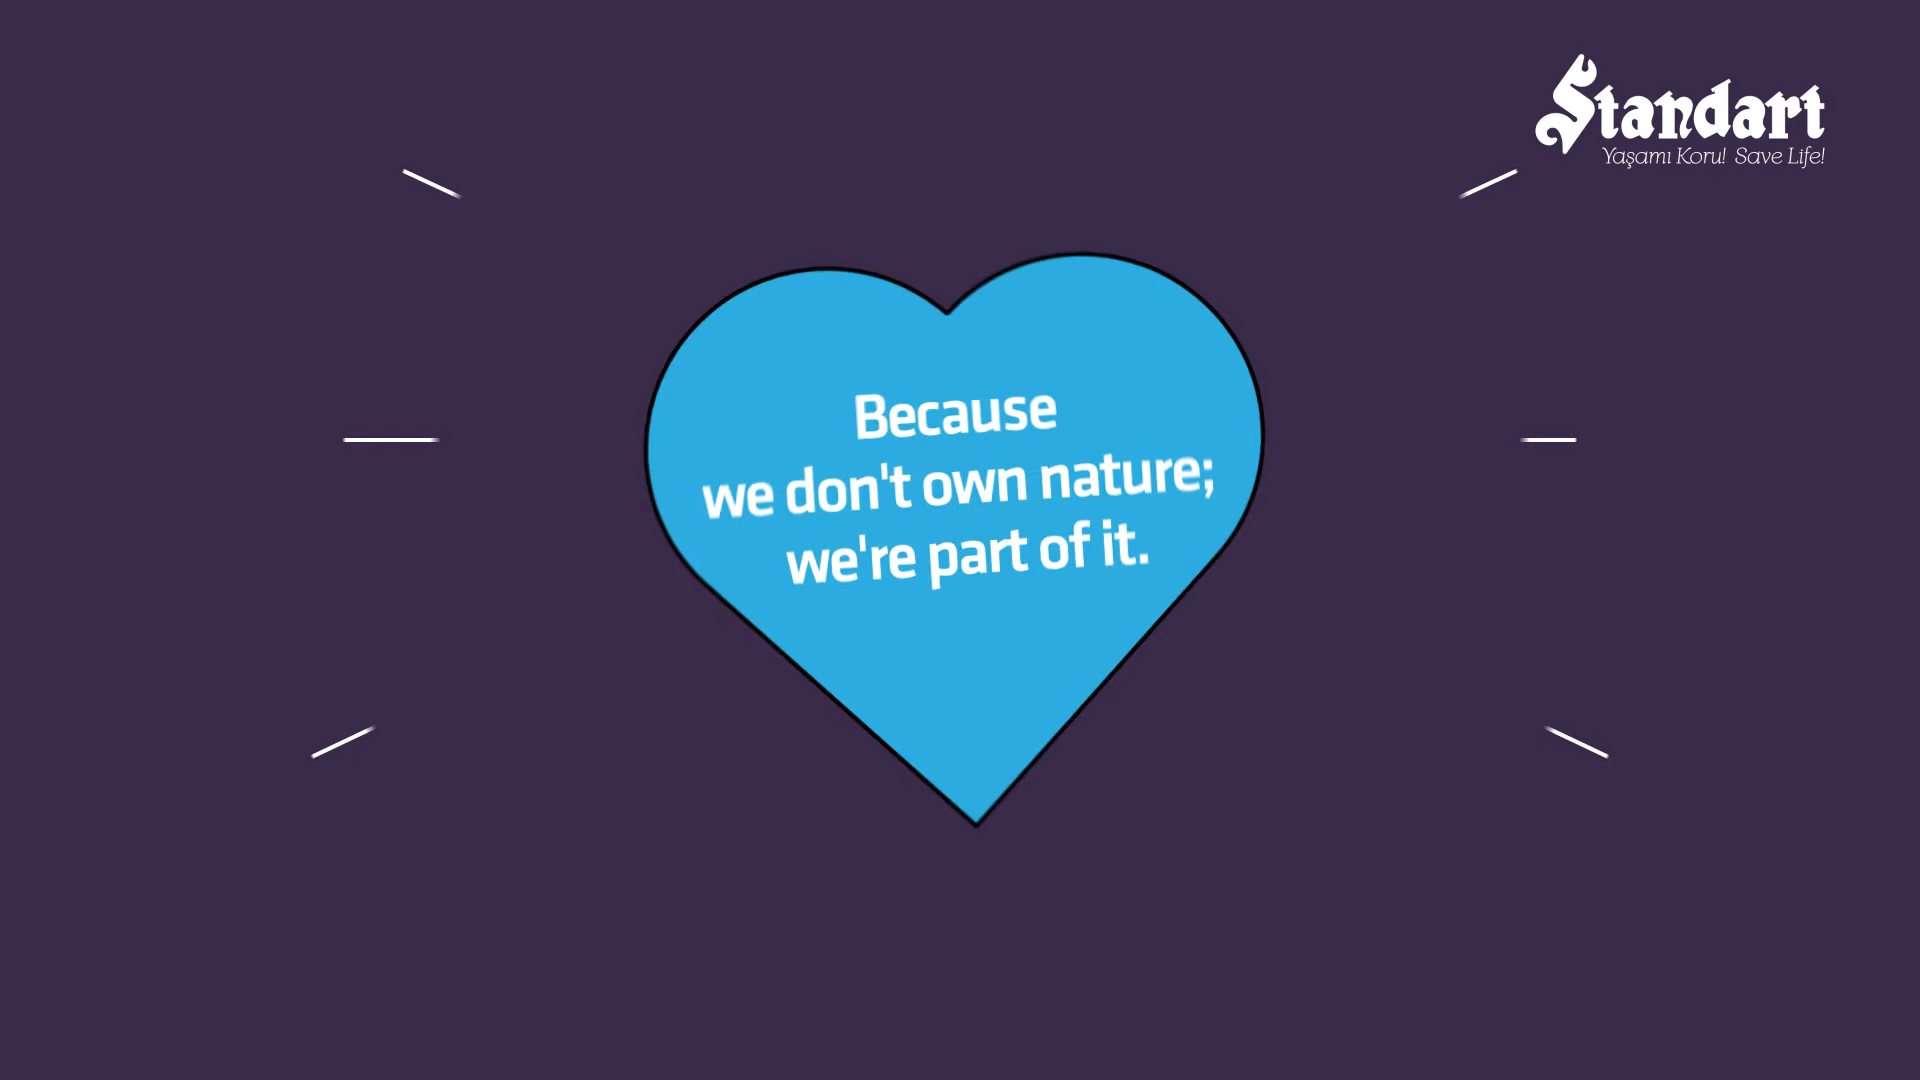 Standart
Yaşamı Koru! Save Life!
Because
we don't own nature;
we're part of it.